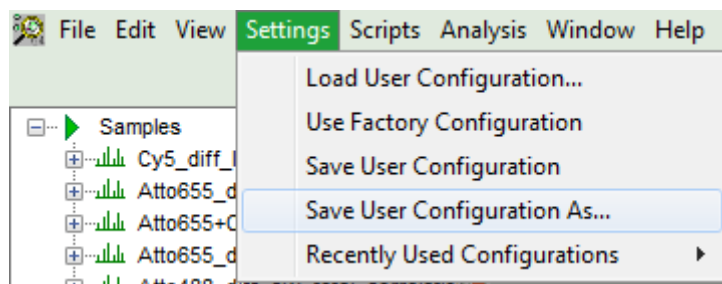 File Edit View Settings Scripts Analysis Window Help
Load User Configuration...
Use Factory Configuration
Save User Configuration
Save User Configuration As...
Recently Used Configurations
Samples
Cy5_diff_
Atto655_d
Atto655+C
Atto655_d